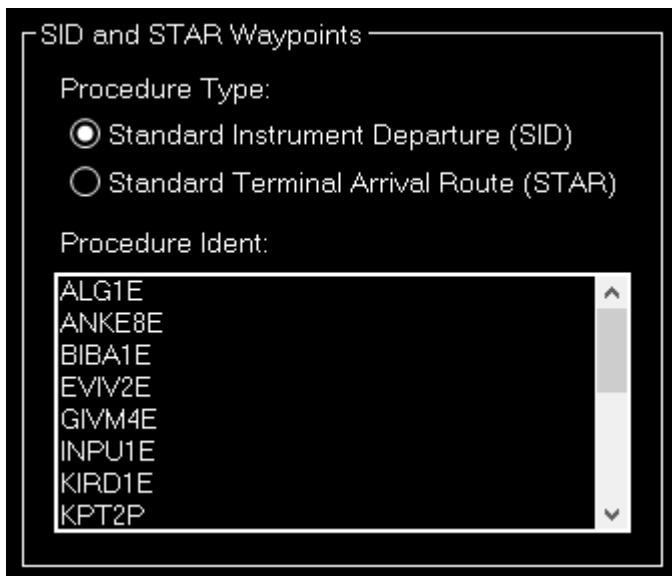 SID and STAR Waypoints
Procedure Type:
Standard Instrument Departure (SID)
Standard Terminal Arrival Route (STAR)
Procedure Ident:
ALG1E
ANKE8E
BIBA1E
EVIV2E
GIVM4E
INPU1E
KIRD1E
KPT2P